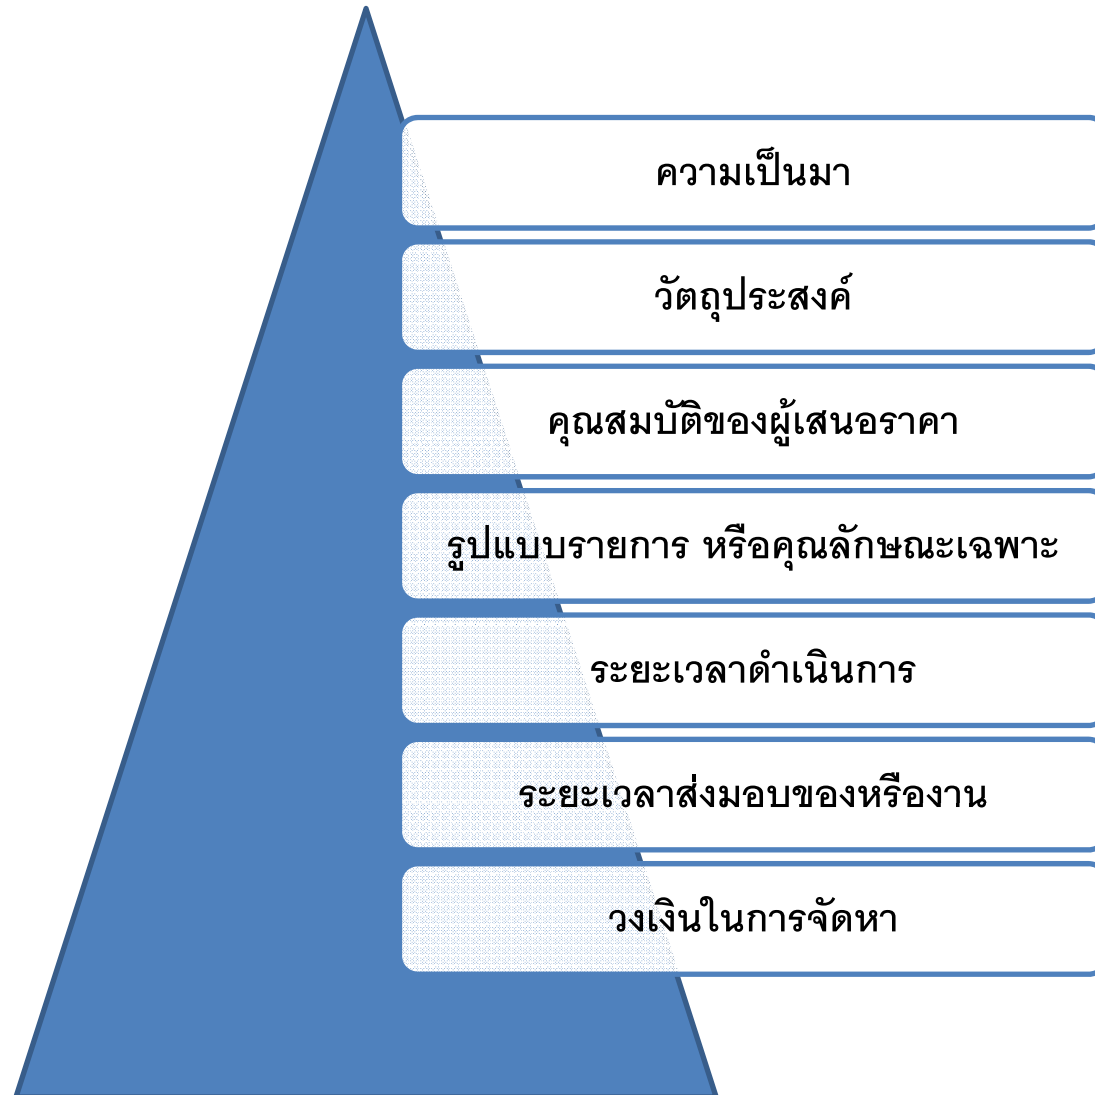 ความเป็นมา
วัตถุประสงค์
คุณสมบัติของผู้เสนอราคา
รูปแบบรายการ หรือคุณลักษณะเฉพาะ
ระยะเวลาดำเนินการ
ระยะเวลาส่งมอบของหรืองาน
วงเงินในการจัดหา